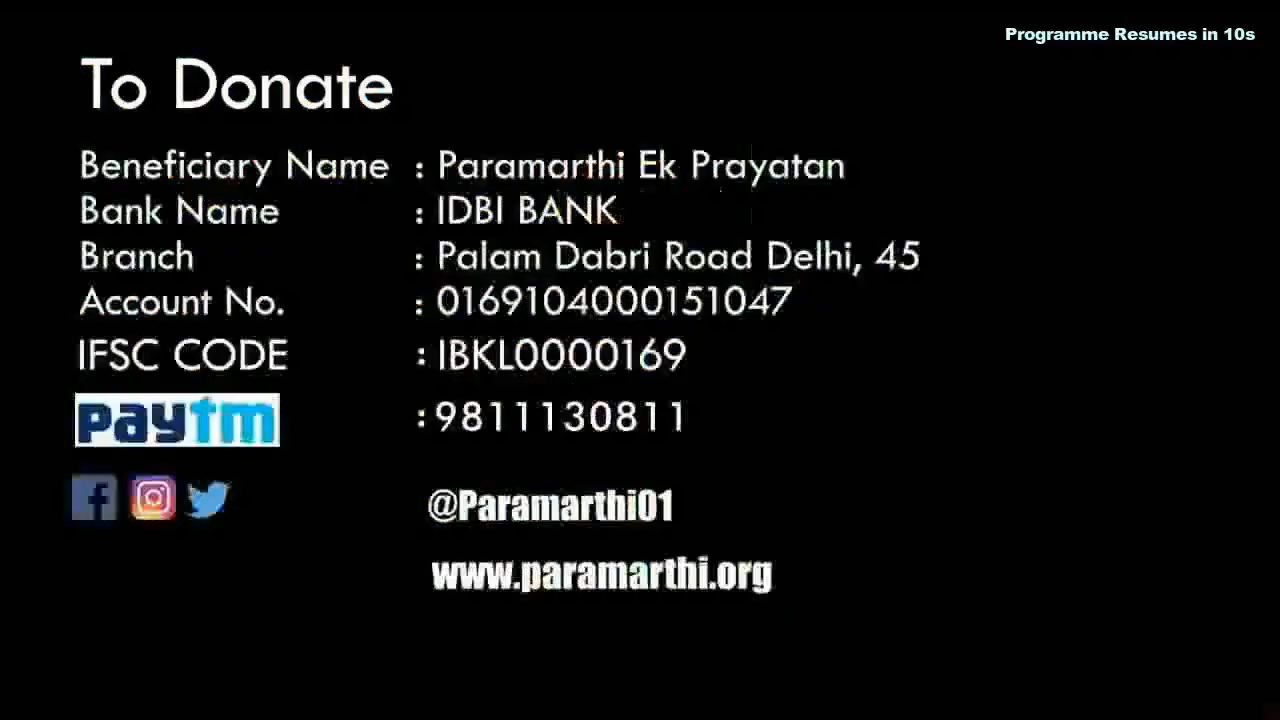 Programme Resumes in 10s
To Donate
Beneficiary Name : Paramarthi Ek Prayatan
Bank Name : IDBI BANK
Branch : Palam Dabri Road Delhi, 45
Account No. : 0169104000151047
IFSC CODE : IBKL0000169
paytm : 9811130811
@Paramarthi01
www.paramarthi.org